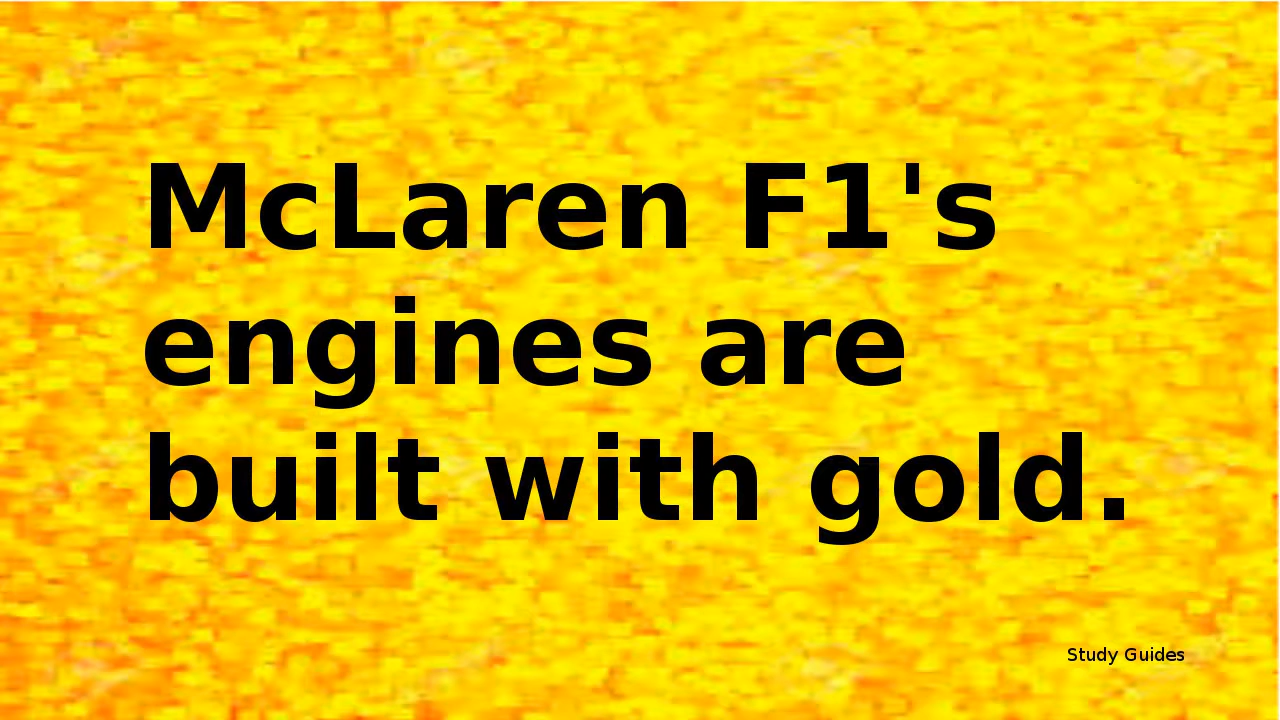 McLaren F1's
engines are
built with gold.
Study Guides